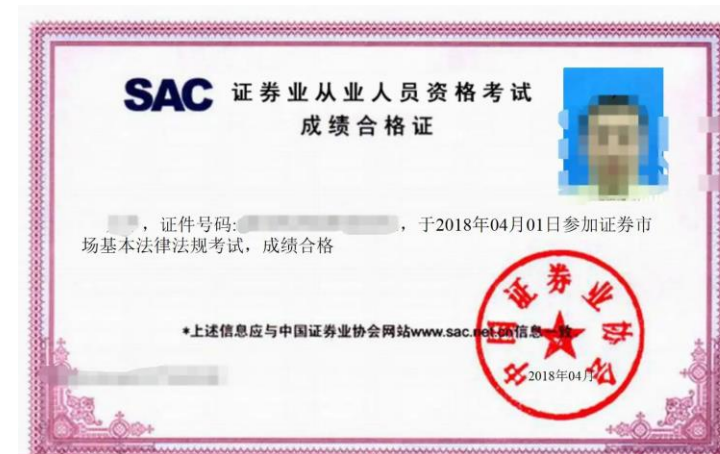 SAC 证券业从业人员资格考试
成绩合格证
，证件号码: ，于2018年04月01日参加证券市
场基本法律法规考试，成绩合格
*上述信息应与中国证券业协会网站www.sac.net.cn信息一致
中国证券业协会
2018年04月